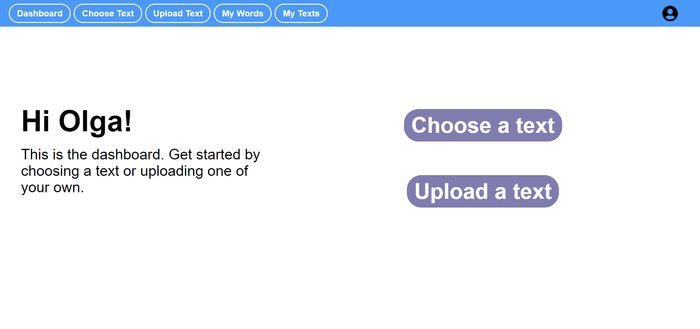 Dashboard Choose Text Upload Text My Words My Texts
Hi Olga!
This is the dashboard. Get started by
choosing a text or uploading one of
your own.
Choose a text
Upload a text